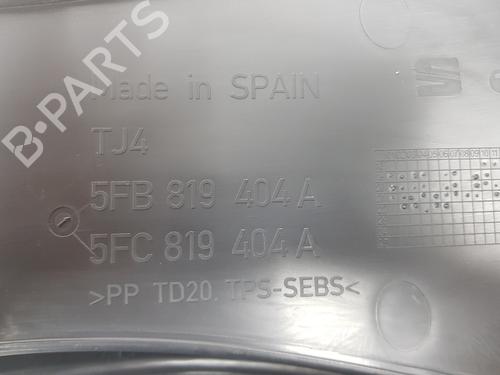 Made in SPAIN
TJ4
5FB 819 404 A
5FC 819 404 A
>PP TD20. TPS-SEBS<
B-PARTS